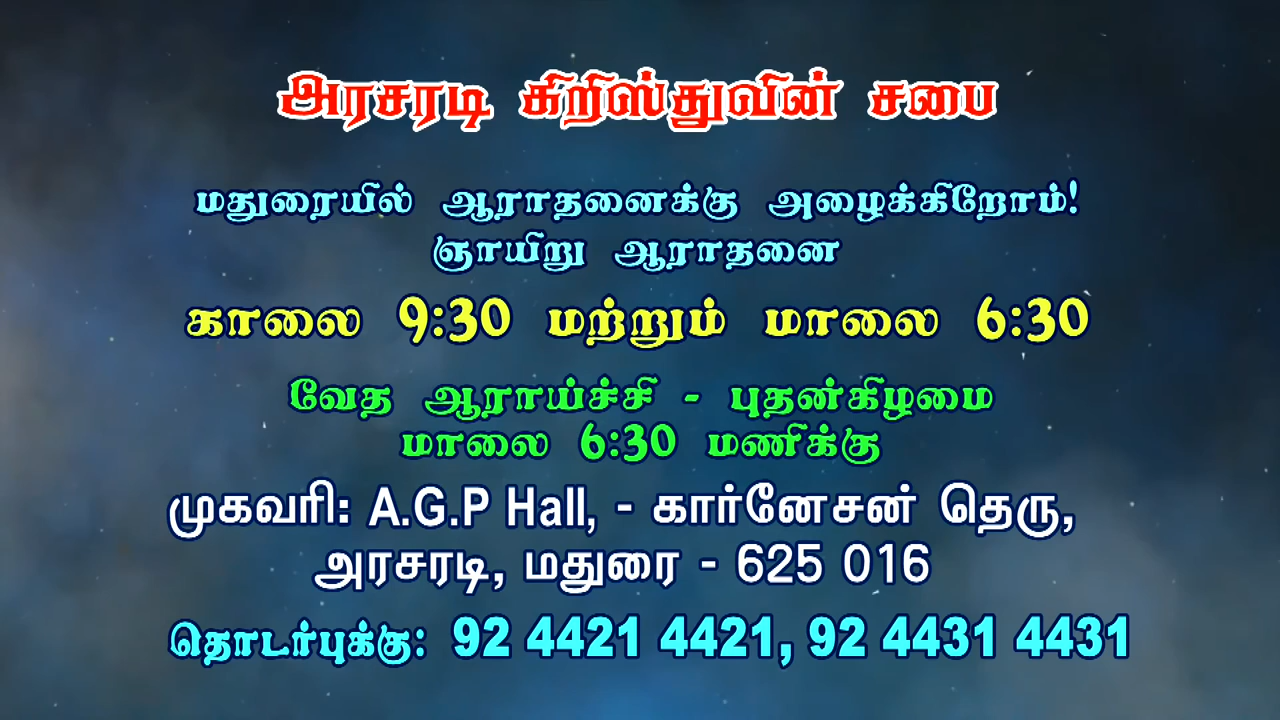 அரசரடி கிறிஸ்துவின் சபை
மதுரையில் ஆராதனைக்கு அழைக்கிறோம்!
ஞாயிறு ஆராதனை
காலை 9:30 மற்றும் மாலை 6:30
வேத ஆராய்ச்சி - புதன்கிழமை
மாலை 6:30 மணிக்கு
முகவரி: A.G.P Hall, - கார்னேசன் தெரு,
அரசரடி, மதுரை - 625 016
தொடர்புக்கு: 92 4421 4421, 92 4431 4431